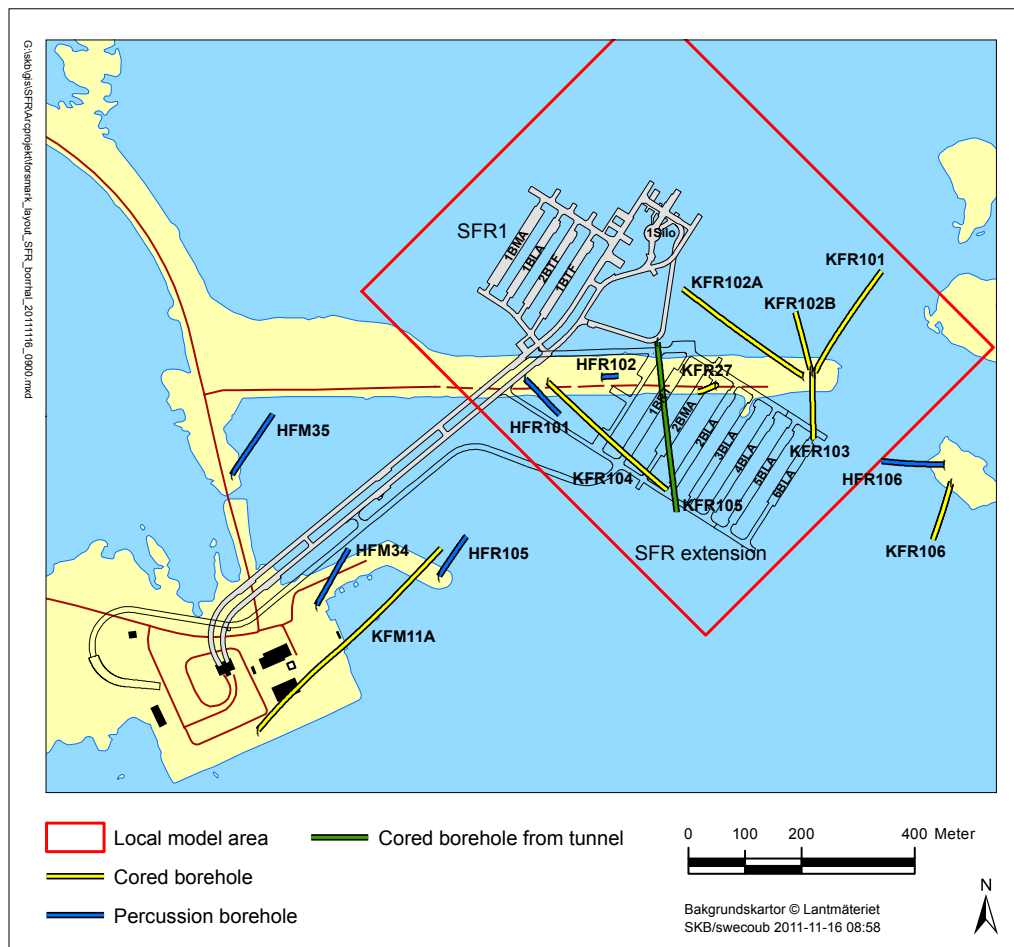 G:\skb\gis\SFR\Arcprojekt\forsmark_layout_SFR_borrhal_20111116_0900.mxd
SFR1
1BMA
1BLA
2BTF
1BTF
1Silo
KFR101
KFR102A
KFR102B
HFR102
KFR27
HFR101
2BMA
2BLA
3BLA
4BLA
5BLA
6BLA
KFR103
HFM35
KFR104
HFR106
KFR105
SFR extension
HFM34
HFR105
KFR106
KFM11A
Local model area
Cored borehole from tunnel
Cored borehole
Percussion borehole
0 100 200 400 Meter
N
Bakgrundskartor © Lantmäteriet
SKB/swecoub 2011-11-16 08:58